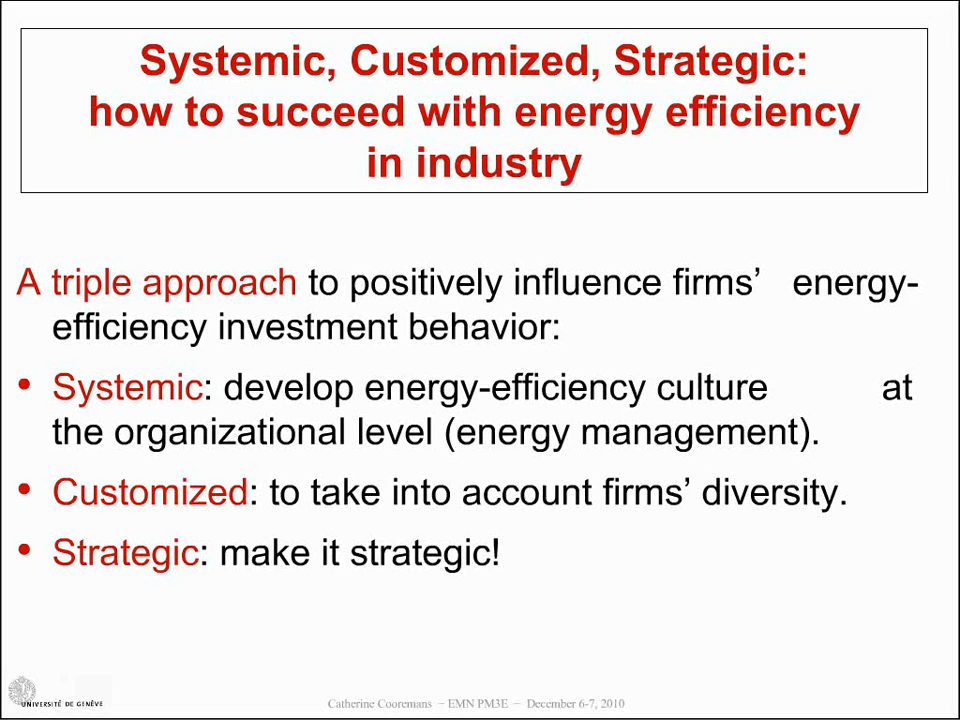 Systemic, Customized, Strategic:
how to succeed with energy efficiency
in industry
A triple approach to positively influence firms’ energy-
efficiency investment behavior:
• Systemic: develop energy-efficiency culture at
the organizational level (energy management).
• Customized: to take into account firms’ diversity.
• Strategic: make it strategic!
UNIVERSITÉ DE GENÈVE
Catherine Cooremans – EMN PM3E – December 6-7, 2010